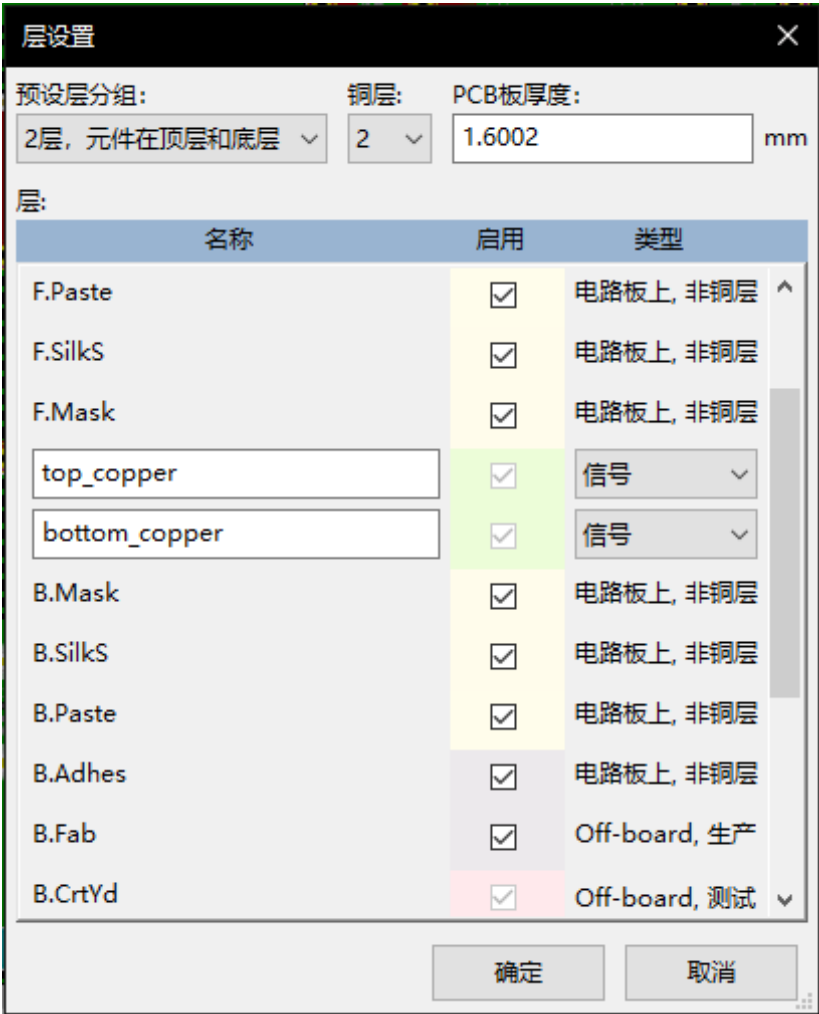 层设置
预设层分组: 铜层: PCB板厚度:
2层，元件在顶层和底层 2 1.6002 mm
层:
名称 启用 类型
F.Paste 电路板上, 非铜层
F.SilkS 电路板上, 非铜层
F.Mask 电路板上, 非铜层
top_copper 信号
bottom_copper 信号
B.Mask 电路板上, 非铜层
B.SilkS 电路板上, 非铜层
B.Paste 电路板上, 非铜层
B.Adhes 电路板上, 非铜层
B.Fab Off-board, 生产
B.CrtYd Off-board, 测试
确定 取消